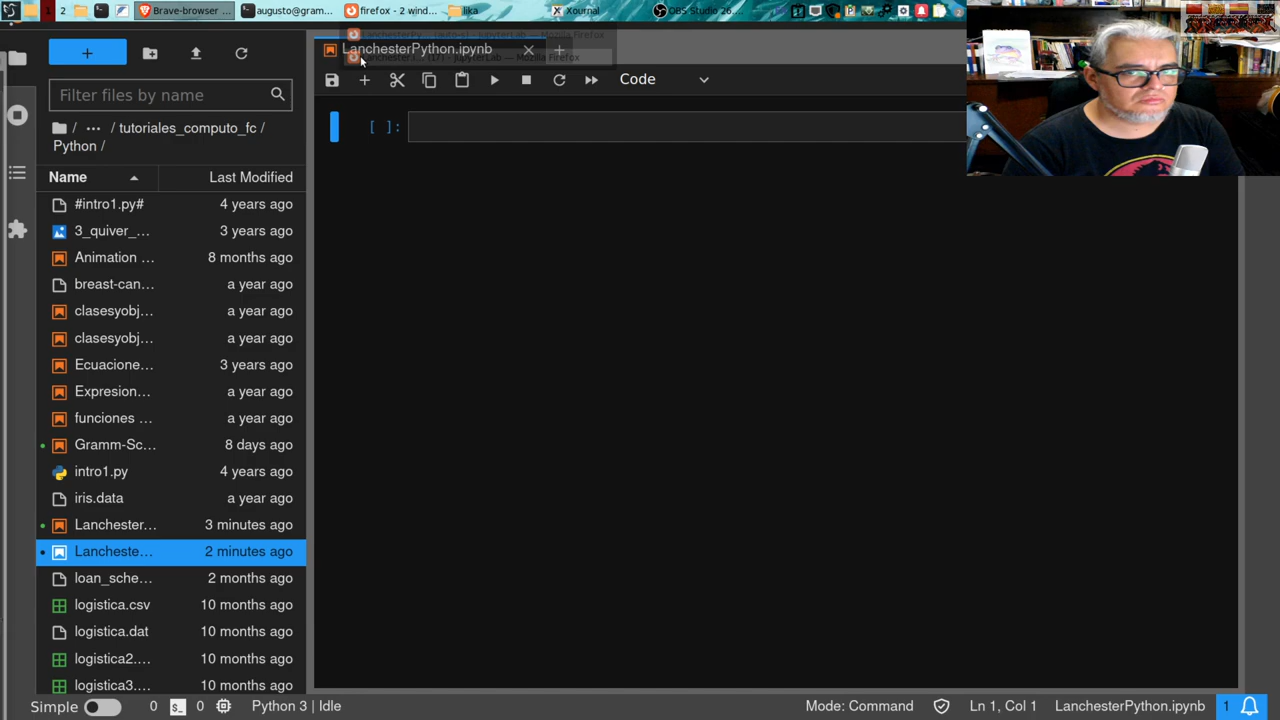 1
2
Brave-browser ...
augusto@gram...
firefox - 2 wind...
lika
Xournal
OBS Studio 26....
LanchesterPython.ipynb
Code
Filter files by name
/ ... / tutoriales_computo_fc /
Python /
Name Last Modified
#intro1.py# 4 years ago
3_quiver_... 3 years ago
Animation ... 8 months ago
breast-can... a year ago
clasesyobj... a year ago
clasesyobj... a year ago
Ecuacione... 3 years ago
Expresion... a year ago
funciones ... a year ago
Gramm-Sc... 8 days ago
intro1.py 4 years ago
iris.data a year ago
Lanchester... 3 minutes ago
Lancheste... 2 minutes ago
loan_sche... 2 months ago
logistica.csv 10 months ago
logistica.dat 10 months ago
logistica2.... 10 months ago
logistica3.... 10 months ago
[ ]:
Simple 0 $_ 0 Python 3 | Idle Mode: Command Ln 1, Col 1 LanchesterPython.ipynb 1